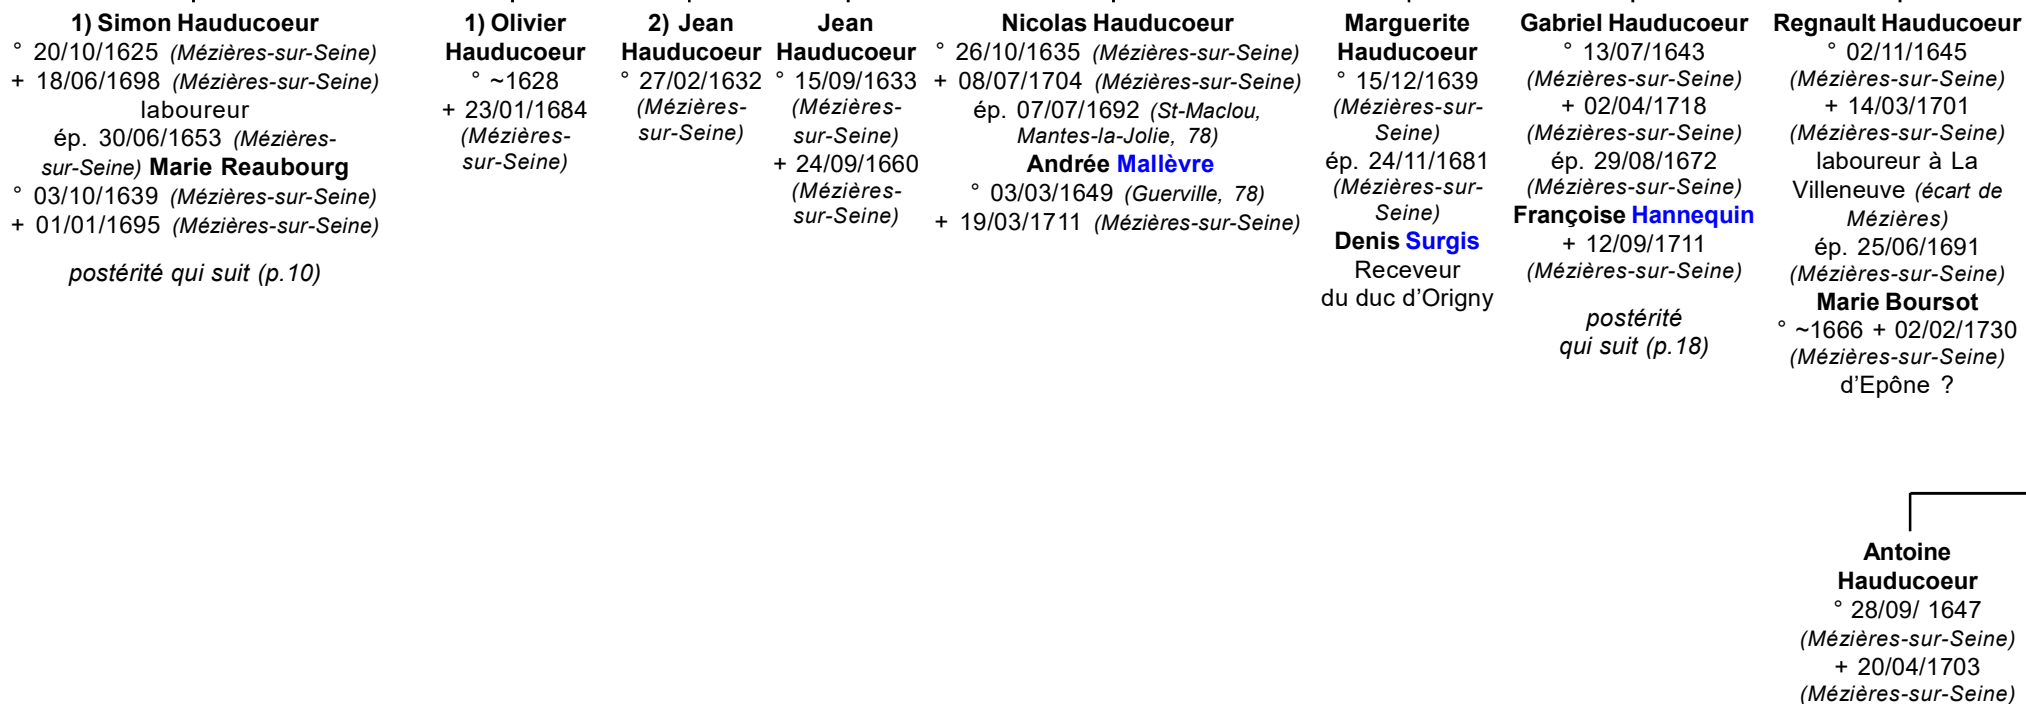 1) Simon Hauducoeur
° 20/10/1625 (Mézières-sur-Seine)
+ 18/06/1698 (Mézières-sur-Seine)
laboureur
ép. 30/06/1653 (Mézières-
sur-Seine) Marie Reaubourg
° 03/10/1639 (Mézières-sur-Seine)
+ 01/01/1695 (Mézières-sur-Seine)
postérité qui suit (p.10)
1) Olivier
Hauducoeur
° ~1628
+ 23/01/1684
(Mézières-
sur-Seine)
2) Jean
Hauducoeur
° 27/02/1632
(Mézières-
sur-Seine)
Jean
Hauducoeur
° 15/09/1633
(Mézières-
sur-Seine)
+ 24/09/1660
(Mézières-
sur-Seine)
Nicolas Hauducoeur
° 26/10/1635 (Mézières-sur-Seine)
+ 08/07/1704 (Mézières-sur-Seine)
ép. 07/07/1692 (St-Maclou,
Mantes-la-Jolie, 78)
Andrée Mallèvre
° 03/03/1649 (Guerville, 78)
+ 19/03/1711 (Mézières-sur-Seine)
Marguerite
Hauducoeur
° 15/12/1639
(Mézières-sur-
Seine)
ép. 24/11/1681
(Mézières-sur-
Seine)
Denis Surgis
Receveur
du duc d’Origny
Gabriel Hauducoeur
° 13/07/1643
(Mézières-sur-Seine)
+ 02/04/1718
(Mézières-sur-Seine)
ép. 29/08/1672
(Mézières-sur-Seine)
Françoise Hannequin
+ 12/09/1711
(Mézières-sur-Seine)
postérité
qui suit (p.18)
Regnault Hauducoeur
° 02/11/1645
(Mézières-sur-Seine)
+ 14/03/1701
(Mézières-sur-Seine)
laboureur à La
Villeneuve (écart de
Mézières)
ép. 25/06/1691
(Mézières-sur-Seine)
Marie Boursot
° ~1666 + 02/02/1730
(Mézières-sur-Seine)
d’Epône ?
Antoine
Hauducoeur
° 28/09/ 1647
(Mézières-sur-Seine)
+ 20/04/1703
(Mézières-sur-Seine)